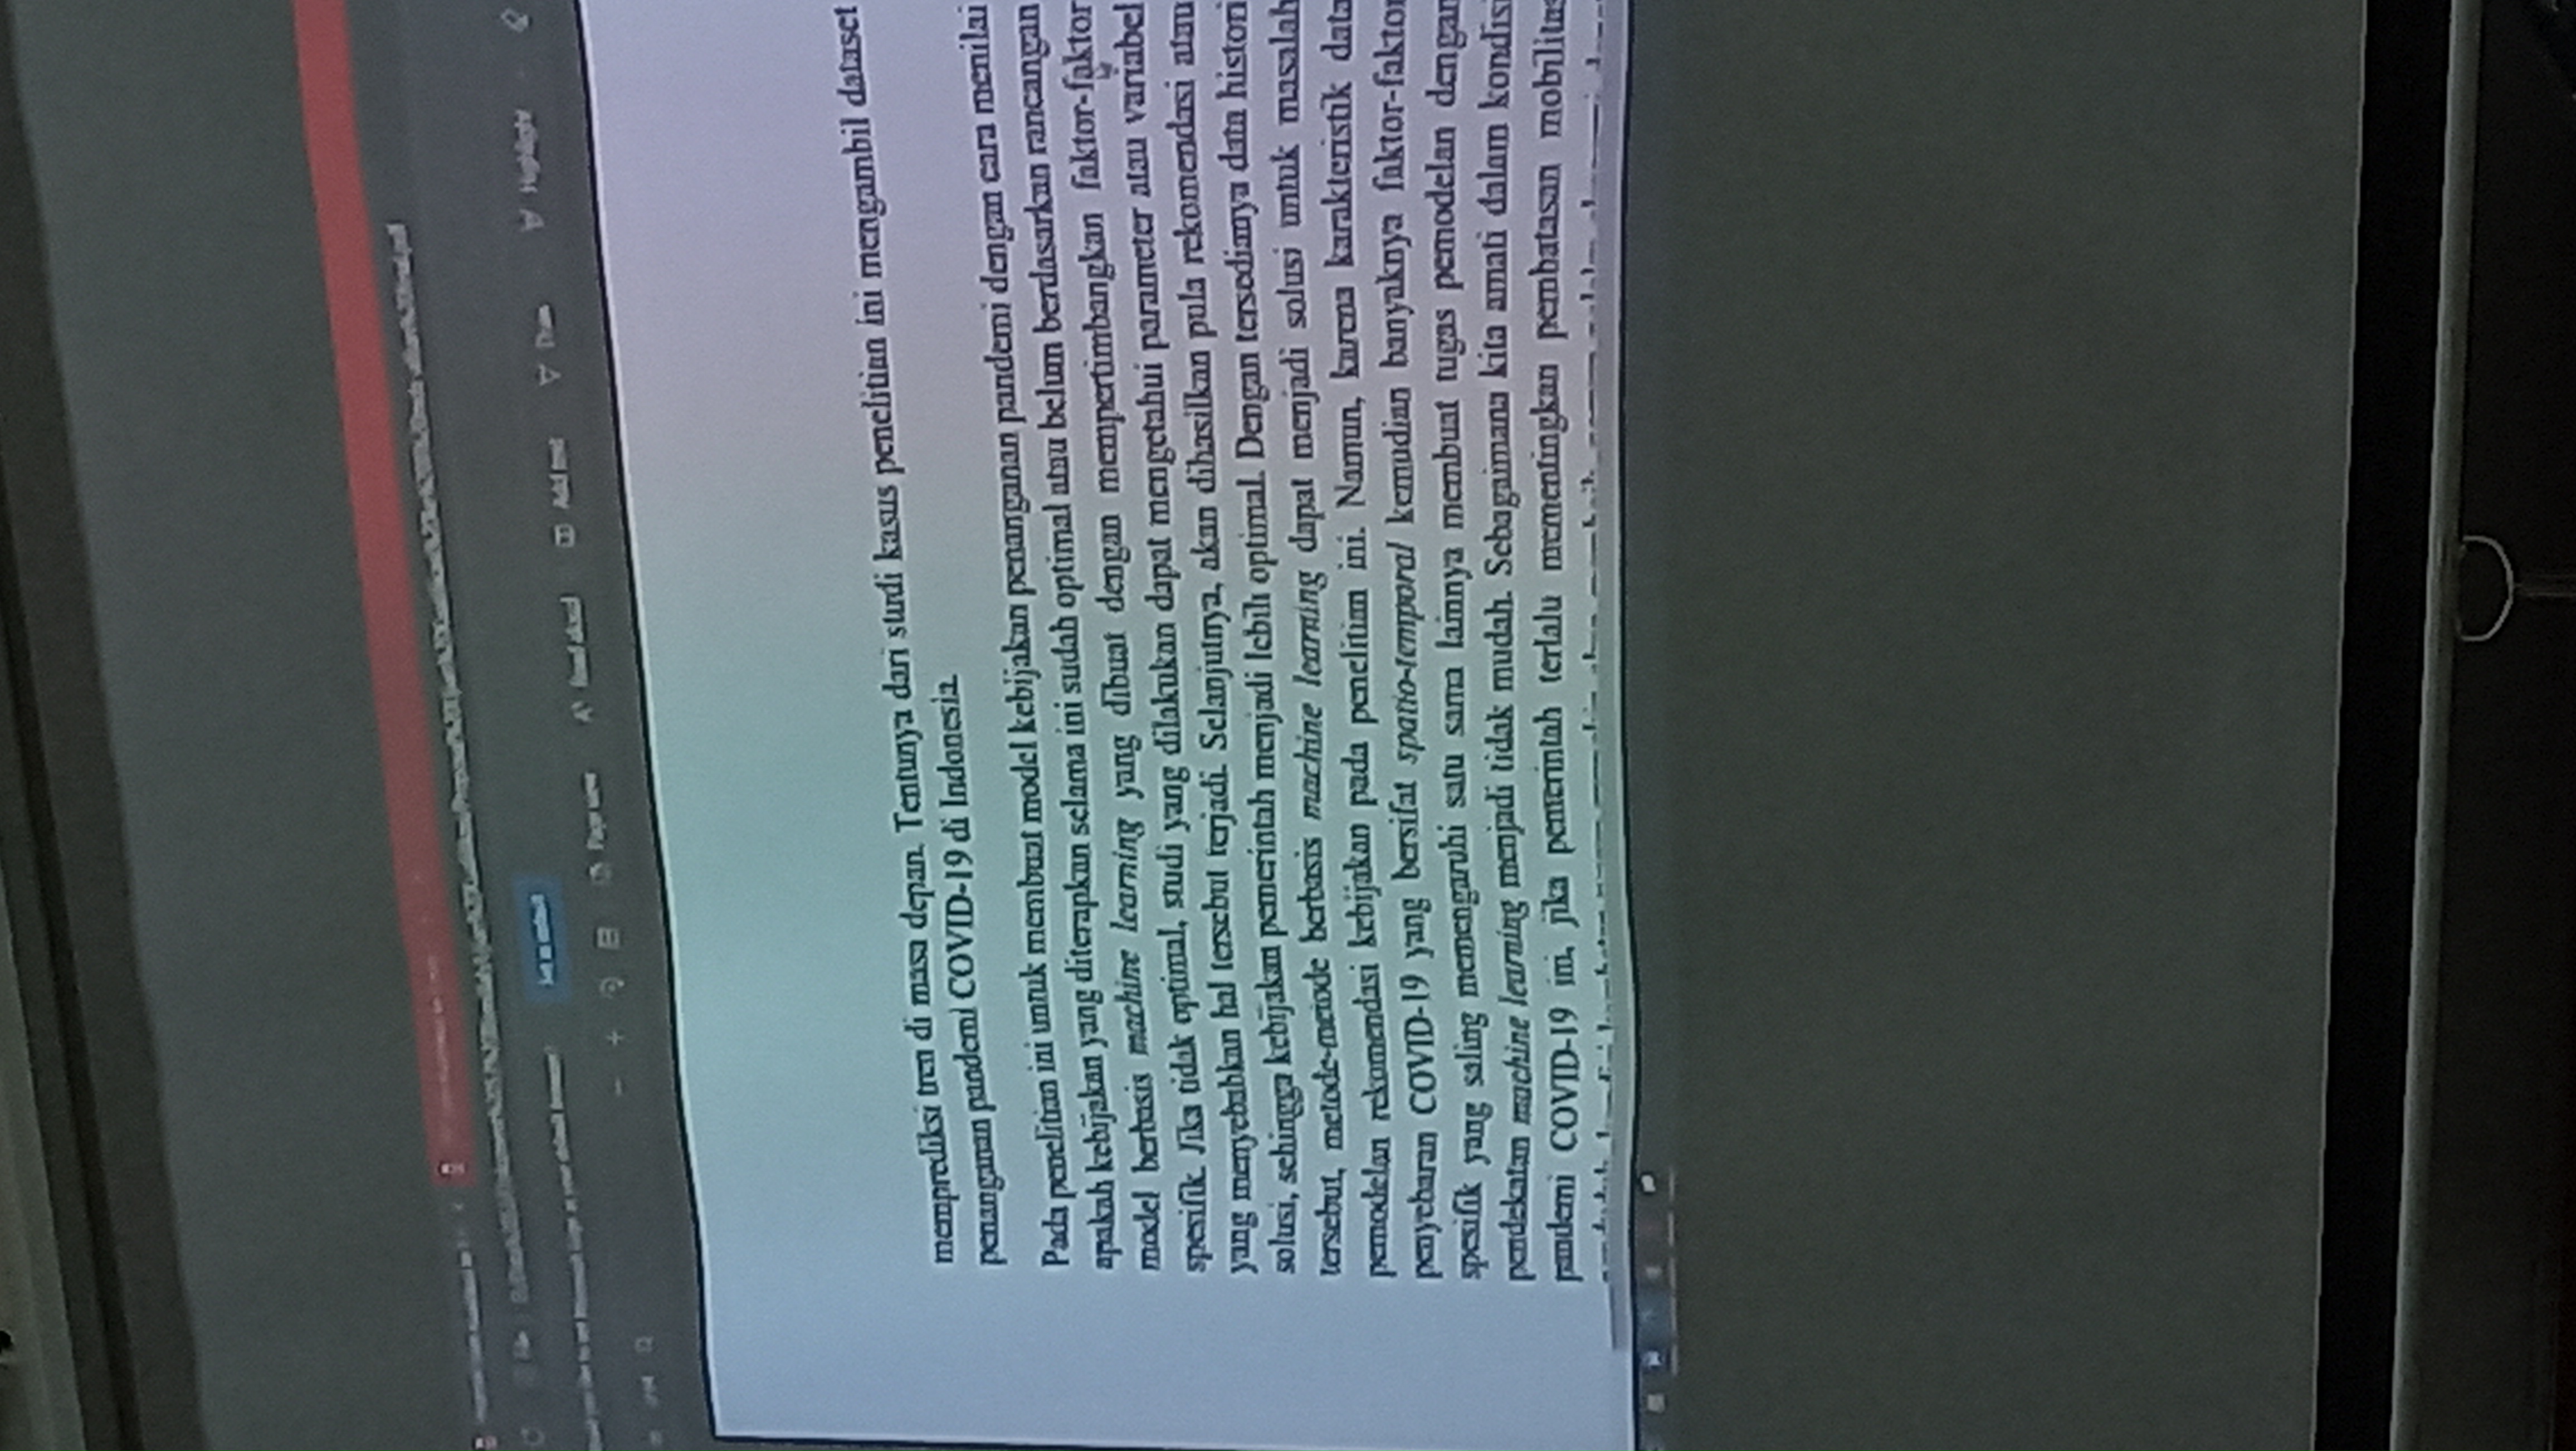 Set as default
Page view
Read aloud
Add text
Draw
Highlight
memprediksi tren di masa depan. Tentunya dari studi kasus penelitian ini mengambil dataset
penanganan pandemi COVID-19 di Indonesia.
Pada penelitian ini untuk membuat model kebijakan penanganan pandemi dengan cara menilai
apakah kebijakan yang diterapkan selama ini sudah optimal atau belum berdasarkan rancangan
model berbasis machine learning yang dibuat dengan mempertimbangkan faktor-faktor
spesifik. Jika tidak optimal, studi yang dilakukan dapat mengetahui parameter atau variabel
yang menyebabkan hal tersebut terjadi. Selanjutnya, akan dihasilkan pula rekomendasi atau
solusi, sehingga kebijakan pemerintah menjadi lebih optimal. Dengan tersedianya data histori
tersebut, metode-metode berbasis machine learning dapat menjadi solusi untuk masalah
pemodelan rekomendasi kebijakan pada penelitian ini. Namun, karena karakteristik data
penyebaran COVID-19 yang bersifat spatio-temporal kemudian banyaknya faktor-faktor
spesifik yang saling memengaruhi satu sama lainnya membuat tugas pemodelan dengan
pendekatan machine learning menjadi tidak mudah. Sebagaimana kita amati dalam kondisi
pandemi COVID-19 ini, jika pemerintah terlalu mementingkan pembatasan mobilitas